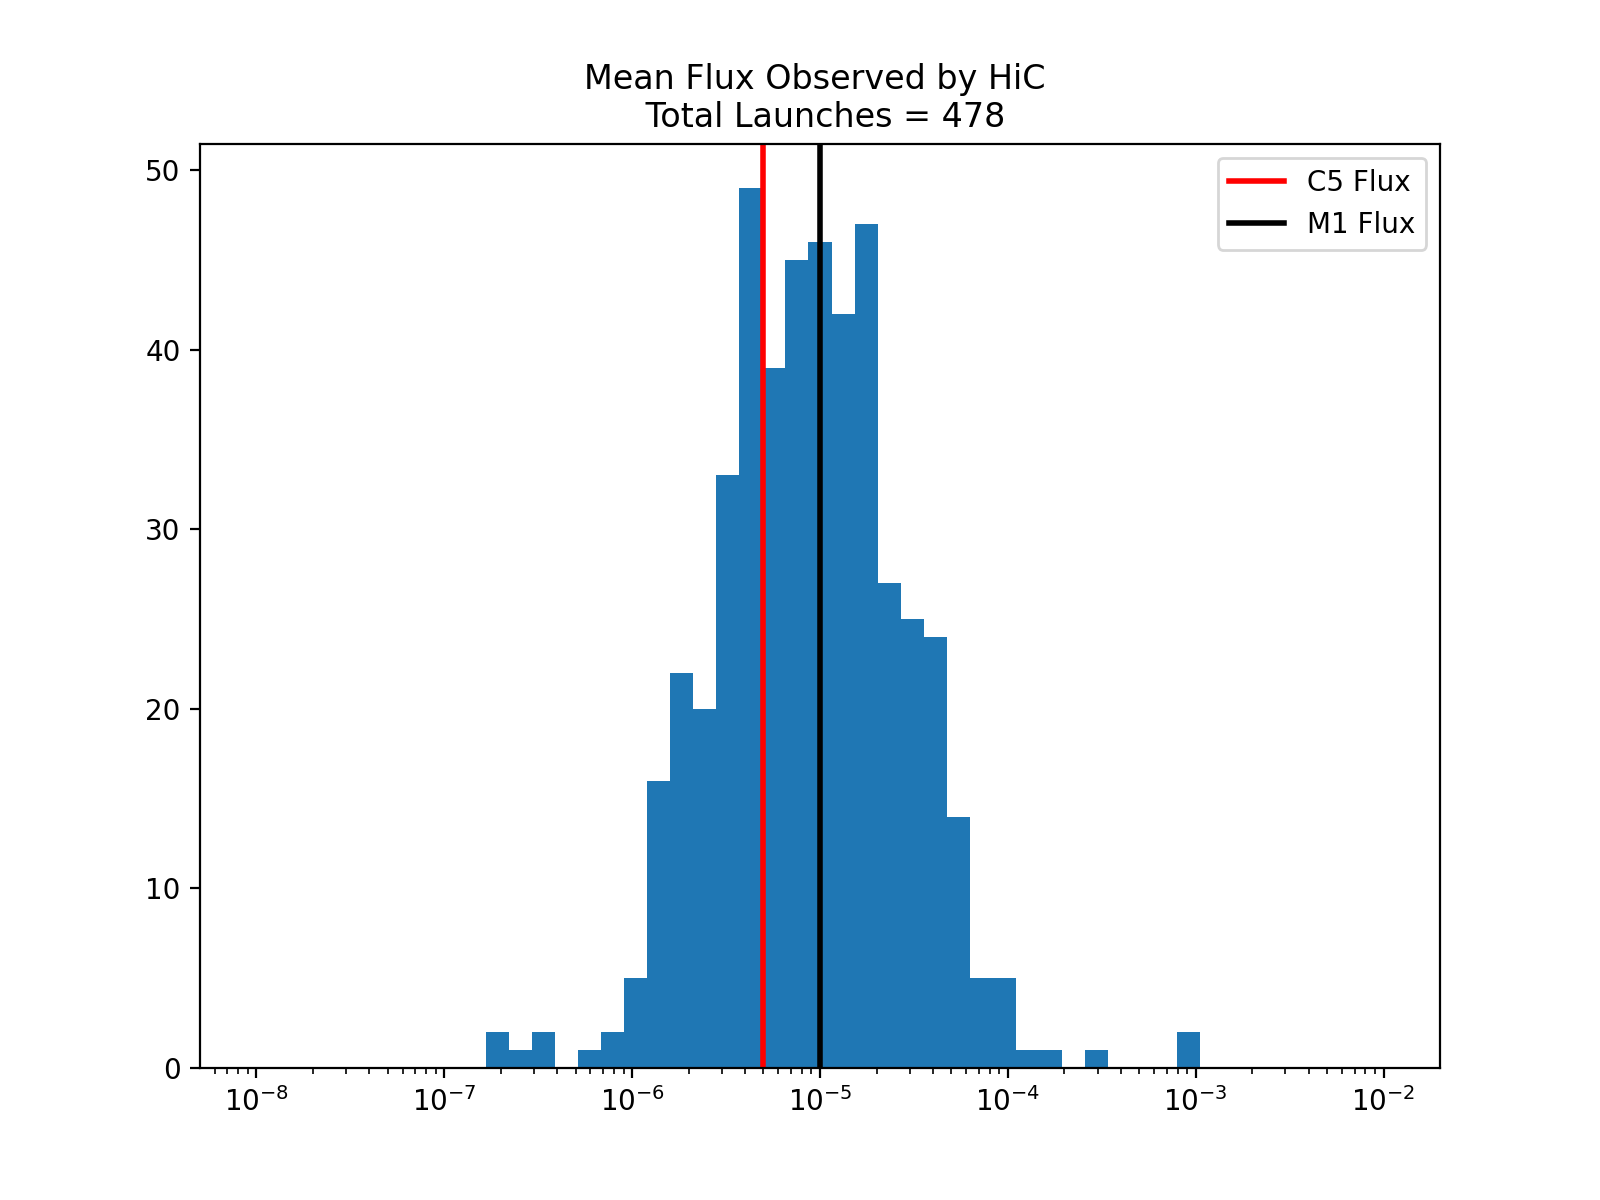 Mean Flux Observed by HiC
Total Launches = 478
C5 Flux
M1 Flux
50
40
30
20
10
0
10⁻⁸ 10⁻⁷ 10⁻⁶ 10⁻⁵ 10⁻⁴ 10⁻³ 10⁻²